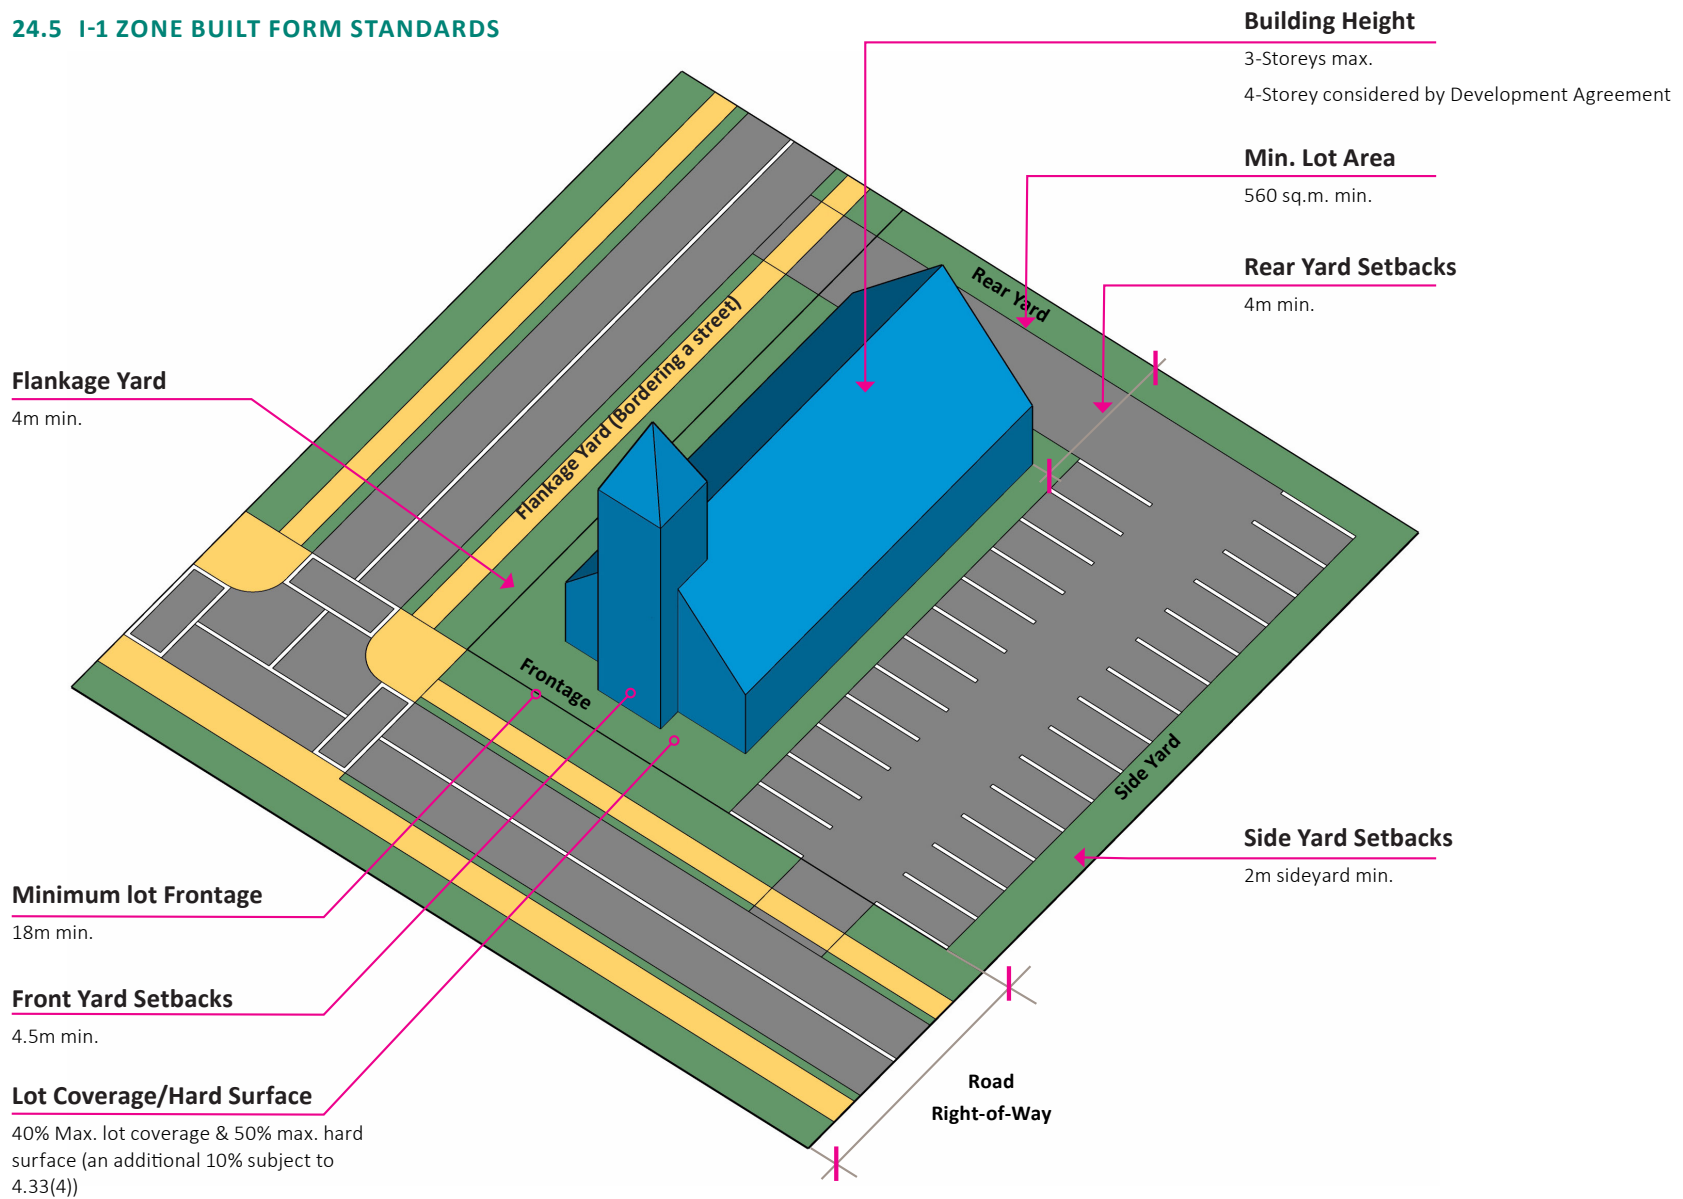 24.5 I-1 ZONE BUILT FORM STANDARDS
Building Height
3-Storeys max.
4-Storey considered by Development Agreement
Min. Lot Area
560 sq.m. min.
Rear Yard Setbacks
4m min.
Rear Yard
Flankage Yard (Bordering a street)
Flankage Yard
4m min.
Frontage
Side Yard
Side Yard Setbacks
2m sideyard min.
Minimum lot Frontage
18m min.
Front Yard Setbacks
4.5m min.
Lot Coverage/Hard Surface
40% Max. lot coverage & 50% max. hard
surface (an additional 10% subject to
4.33(4))
Road
Right-of-Way